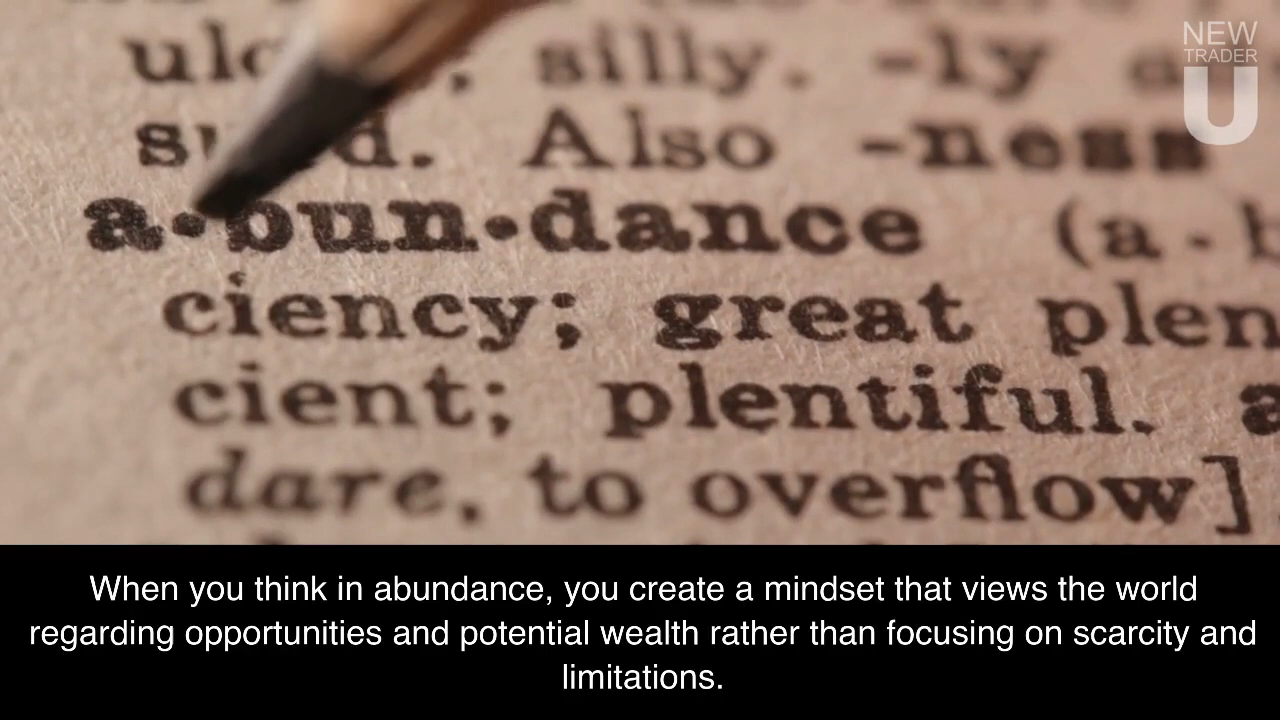 silly. -ly
Also -ness
a·bun·dance (a-b
ciency; great plen
cient; plentiful. a
dare, to overflow]
NEW
TRADER
U
When you think in abundance, you create a mindset that views the world
regarding opportunities and potential wealth rather than focusing on scarcity and
limitations.